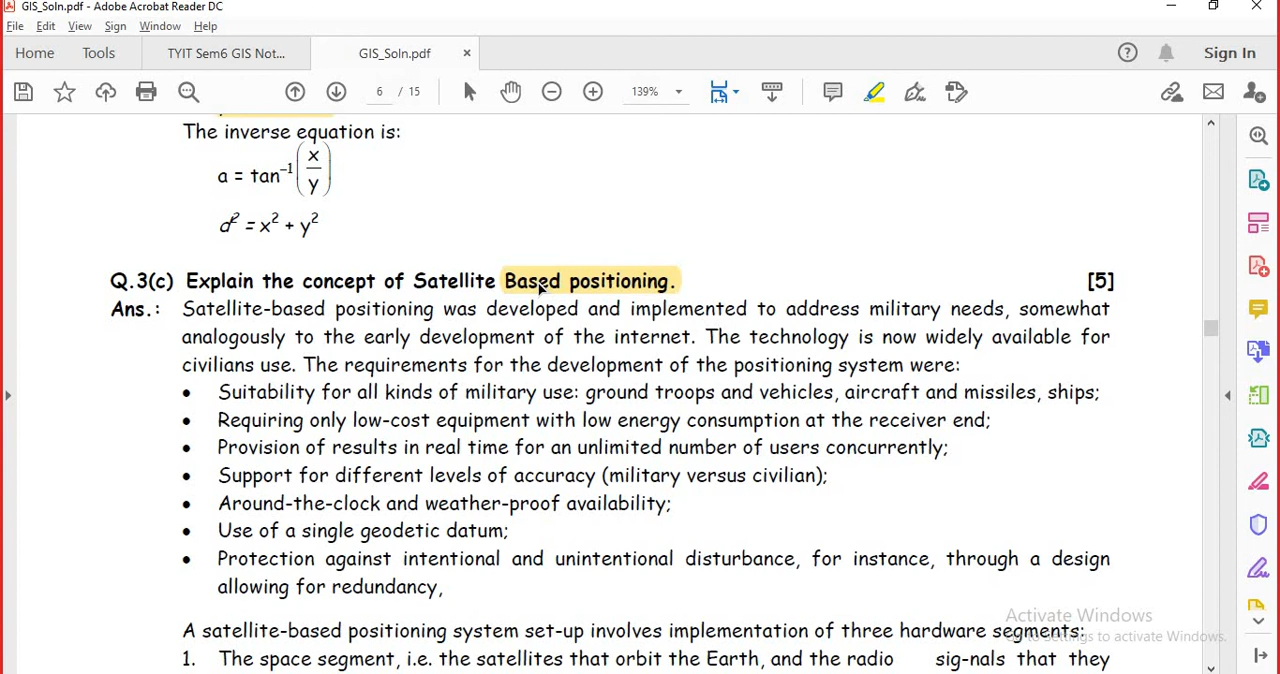 GIS_Soln.pdf - Adobe Acrobat Reader DC
File Edit View Sign Window Help
Home Tools TYIT Sem6 GIS Not... GIS_Soln.pdf × Sign In
6 / 15 139%
The inverse equation is:
a = tan⁻¹ (x/y)
d² = x² + y²
Q.3(c) Explain the concept of Satellite Based positioning. [5]
Ans.: Satellite-based positioning was developed and implemented to address military needs, somewhat
analogously to the early development of the internet. The technology is now widely available for
civilians use. The requirements for the development of the positioning system were:
• Suitability for all kinds of military use: ground troops and vehicles, aircraft and missiles, ships;
• Requiring only low-cost equipment with low energy consumption at the receiver end;
• Provision of results in real time for an unlimited number of users concurrently;
• Support for different levels of accuracy (military versus civilian);
• Around-the-clock and weather-proof availability;
• Use of a single geodetic datum;
• Protection against intentional and unintentional disturbance, for instance, through a design
allowing for redundancy,
Activate Windows
Go to Settings to activate Windows.
A satellite-based positioning system set-up involves implementation of three hardware segments:
1. The space segment, i.e. the satellites that orbit the Earth, and the radio sig-nals that they